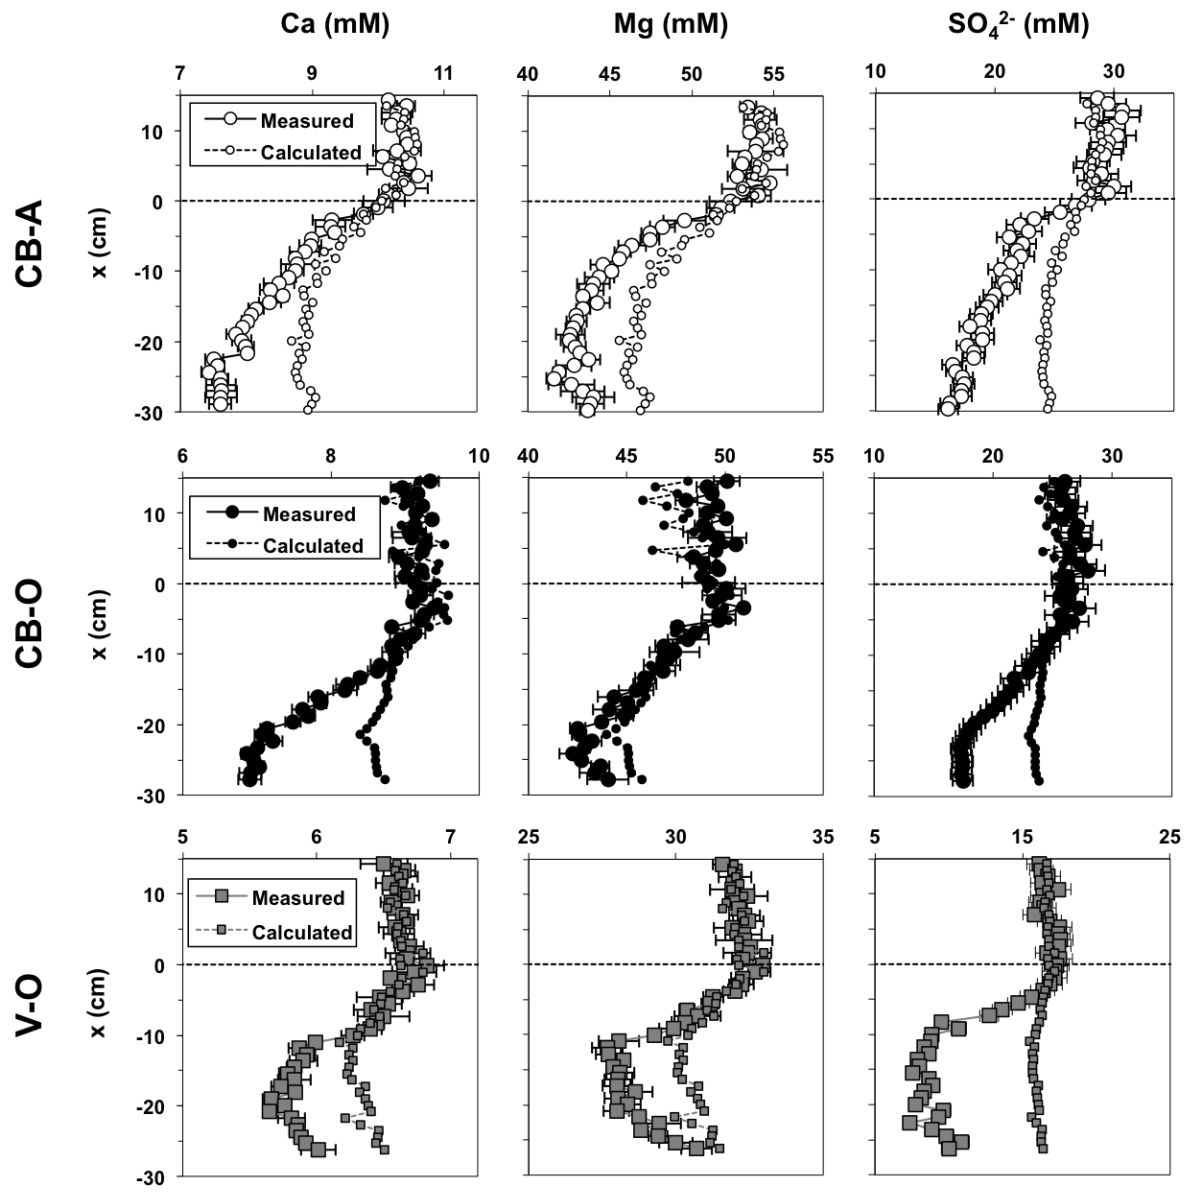 Ca (mM) Mg (mM) SO₄²⁻ (mM)
7 9 11 40 45 50 55 10 20 30
CB-A
x (cm)
10
0
-10
-20
-30
Measured
Calculated
6 8 10 40 45 50 55 10 20 30
CB-O
x (cm)
10
0
-10
-20
-30
Measured
Calculated
5 6 7 25 30 35 5 15 25
V-O
x (cm)
10
0
-10
-20
-30
Measured
Calculated